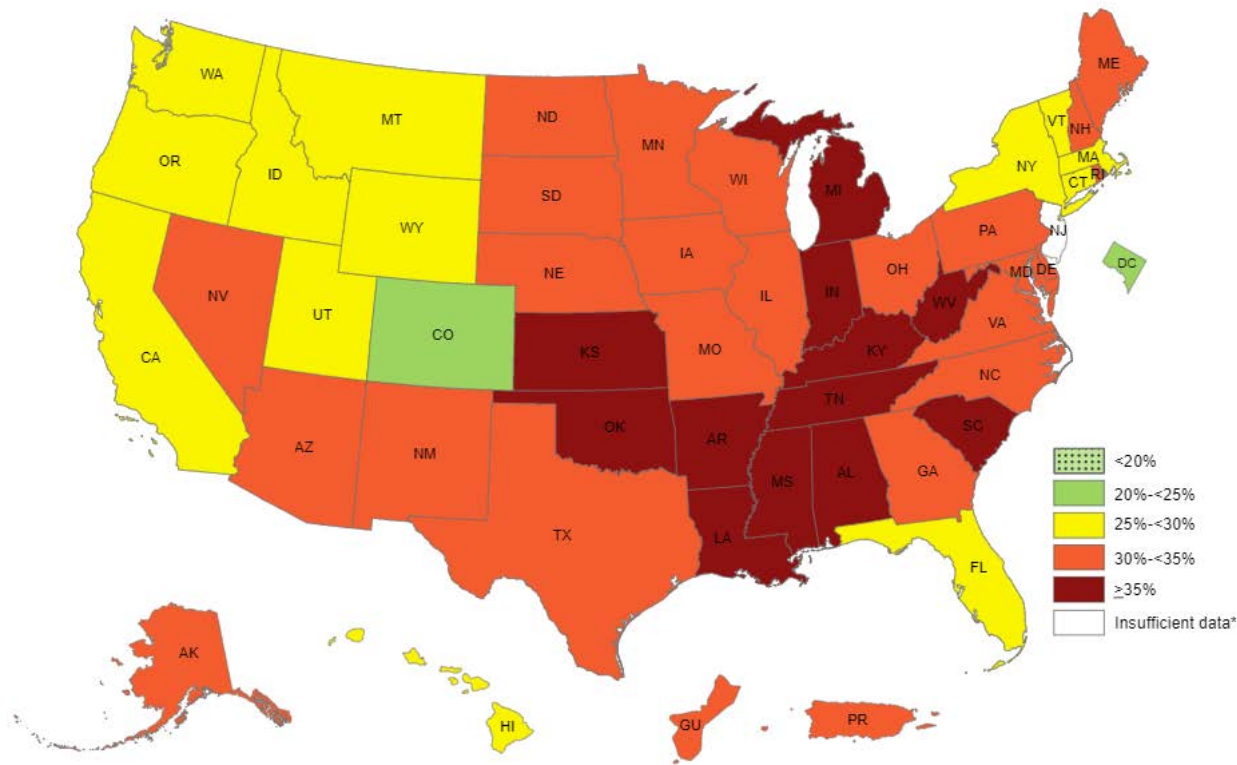 WA
MT
ND
MN
ME
VT
NH
OR
ID
SD
WI
MI
NY
MA
CT
RI
WY
NE
IA
PA
NJ
NV
UT
CO
IL
IN
OH
MD
DE
DC
WV
VA
CA
KS
MO
KY
NC
TN
AZ
NM
OK
AR
SC
MS
AL
GA
TX
LA
FL
AK
HI
GU
PR
<20%
20%-<25%
25%-<30%
30%-<35%
≥35%
Insufficient data*